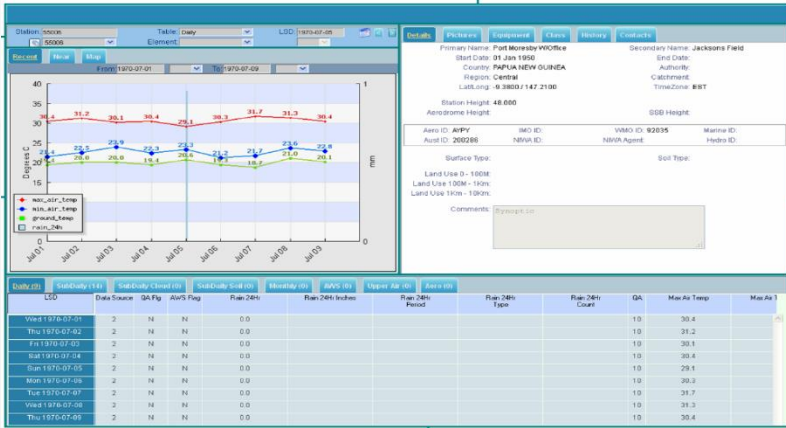 Station: 55006 Table: Daily LSD: 1970-07-05
55006 Element:
Recent Near Map
From: 1970-07-01 To: 1970-07-09
40
35
30
25
20
15
0
Degrees C
1
0
mm
30.4 31.2 30.1 30.4 29.1 30.3 31.7 31.3 30.4
21.4 22.5 23.9 22.3 23.3 21.2 21.7 23.6 22.8
20.0 20.0 19.4 20.6 21.0 20.1
max_air_temp
min_air_temp
ground_temp
rain_24h
Jul 01 Jul 02 Jul 03 Jul 04 Jul 05 Jul 06 Jul 07 Jul 08 Jul 09
Details Pictures Equipment Class History Contacts
Primary Name: Port Moresby W/Office Secondary Name: Jacksons Field
Start Date: 01 Jan 1950 End Date:
Country: PAPUA NEW GUINEA Authority:
Region: Central Catchment:
Lat/Long: -9.3800 / 147.2100 TimeZone:
Station Height: 48.000
Aerodrome Height: SSB Height:
Aero ID: AYPY IMO ID: WMO ID: 92035 Marine ID:
Aust ID: 200286 NIWA ID: NIWA Agent: Hydro ID:
Surface Type: Soil Type:
Land Use 0 - 100M:
Land Use 100M - 1Km:
Land Use 1Km - 10Km:
Comments: Synoptic
Daily (9) SubDaily (14) SubDaily Cloud (0) SubDaily Soil (0) Monthly (0) AWS (0) Upper Air (0) Aero (0)
LSD Data Source QA Flg AWS Flag Rain 24Hr Rain 24Hr Inches Rain 24Hr Period Rain 24Hr Type Rain 24Hr Count QA Max Air Temp Max Air T
Wed 1970-07-01 2 N N 0.0 10 30.4
Thu 1970-07-02 2 N N 0.0 10 31.2
Fri 1970-07-03 2 N N 0.0 10 30.1
Sat 1970-07-04 2 N N 0.0 10 30.4
Sun 1970-07-05 2 N N 0.0 10 29.1
Mon 1970-07-06 2 N N 0.0 10 30.3
Tue 1970-07-07 2 N N 0.0 10 31.7
Wed 1970-07-08 2 N N 0.0 10 31.3
Thu 1970-07-09 2 N N 0.0 10 30.4